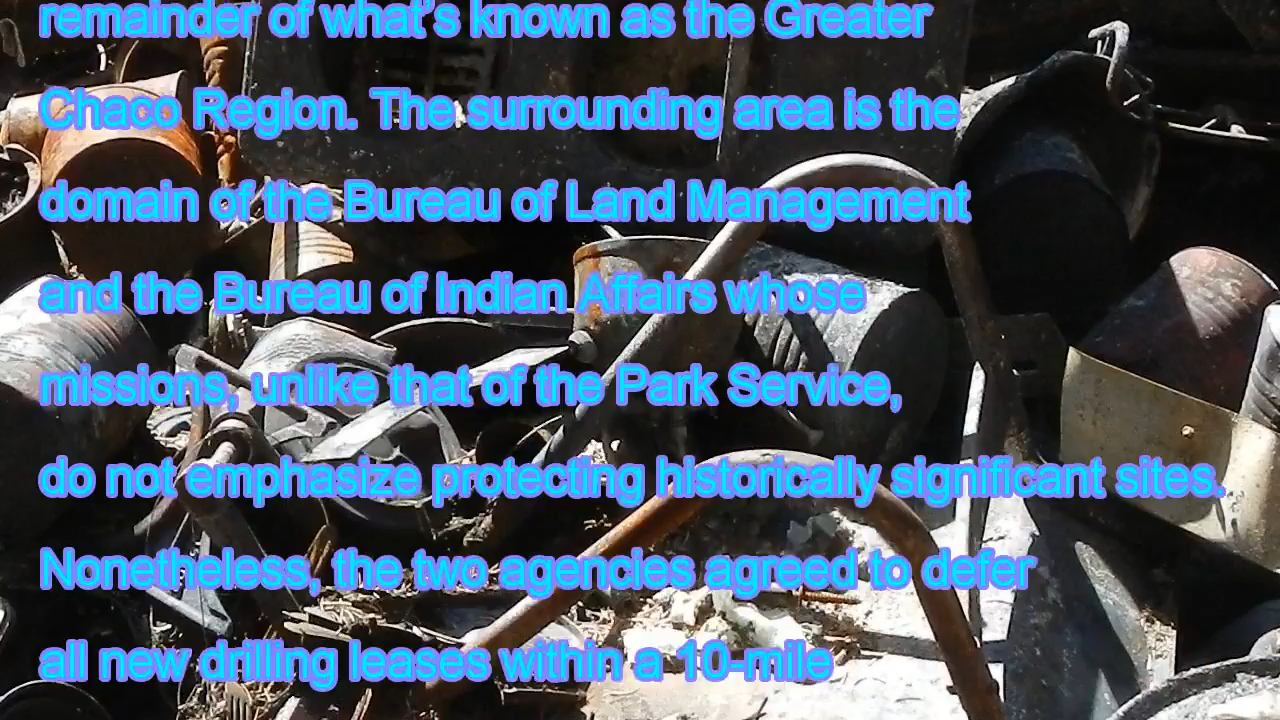 remainder of what's known as the Greater
Chaco Region. The surrounding area is the
domain of the Bureau of Land Management
and the Bureau of Indian Affairs whose
missions, unlike that of the Park Service,
do not emphasize protecting historically significant sites.
Nonetheless, the two agencies agreed to defer
all new drilling leases within a 10-mile